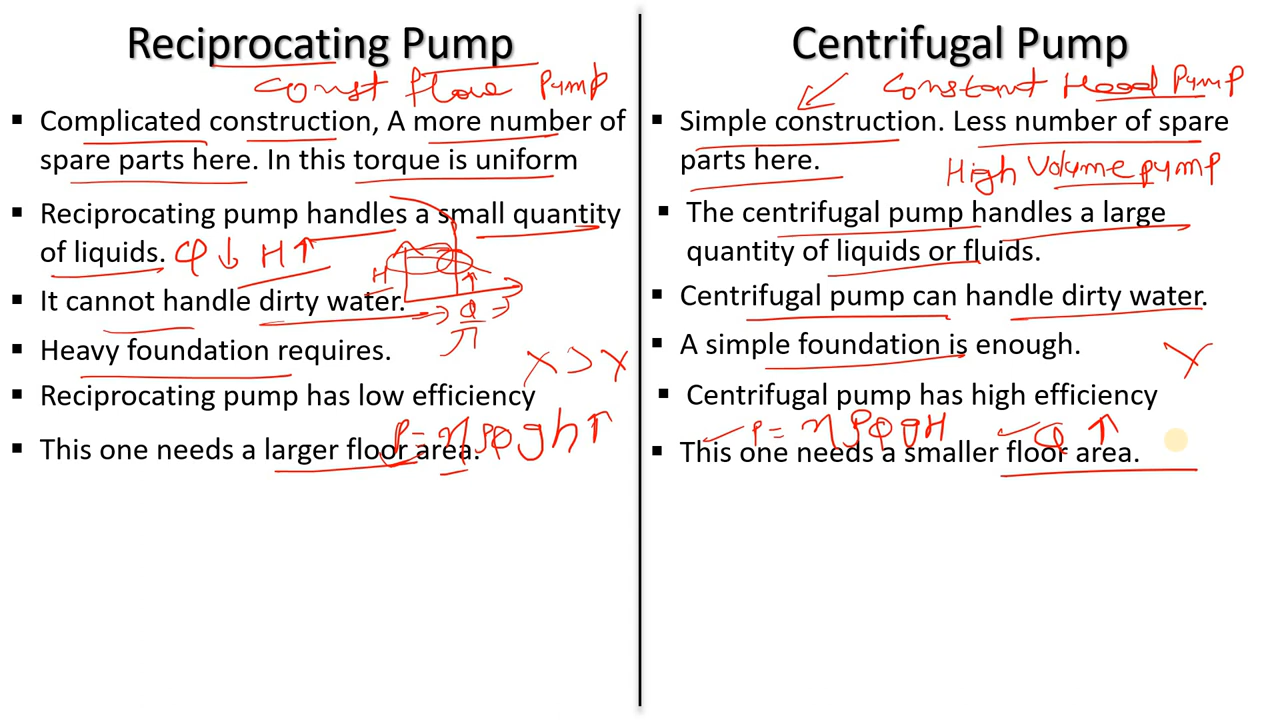 Reciprocating Pump
Const flow Pump
▪ Complicated construction, A more number of
spare parts here. In this torque is uniform
▪ Reciprocating pump handles a small quantity
of liquids. Q ↓ H ↑
H
Q
▪ It cannot handle dirty water.
▪ Heavy foundation requires.
X > Y
▪ Reciprocating pump has low efficiency
P = ηρQgh ↑
▪ This one needs a larger floor area.
Centrifugal Pump
Constant Head Pump
▪ Simple construction. Less number of spare
parts here.
High Volume pump
▪ The centrifugal pump handles a large
quantity of liquids or fluids.
▪ Centrifugal pump can handle dirty water.
▪ A simple foundation is enough.
Y
▪ Centrifugal pump has high efficiency
✓ P = ηρQgH ✓ Q ↑
▪ This one needs a smaller floor area.